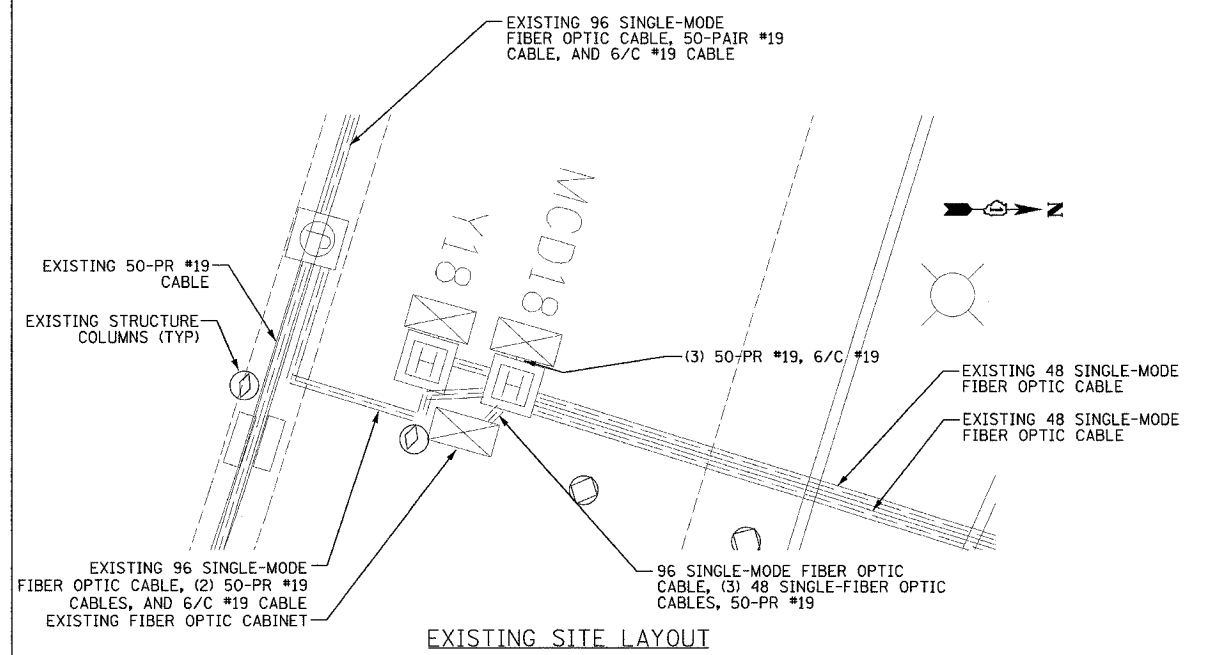 EXISTING 96 SINGLE-MODE
FIBER OPTIC CABLE, 50-PAIR #19
CABLE, AND 6/C #19 CABLE
MCD18
Y18
N
P
EXISTING 50-PR #19
CABLE
EXISTING STRUCTURE
COLUMNS (TYP)
(3) 50-PR #19, 6/C #19
H
H
EXISTING 48 SINGLE-MODE
FIBER OPTIC CABLE
EXISTING 48 SINGLE-MODE
FIBER OPTIC CABLE
EXISTING 96 SINGLE-MODE
FIBER OPTIC CABLE, (2) 50-PR #19
CABLES, AND 6/C #19 CABLE
EXISTING FIBER OPTIC CABINET
96 SINGLE-MODE FIBER OPTIC
CABLE, (3) 48 SINGLE-FIBER OPTIC
CABLES, 50-PR #19
EXISTING SITE LAYOUT